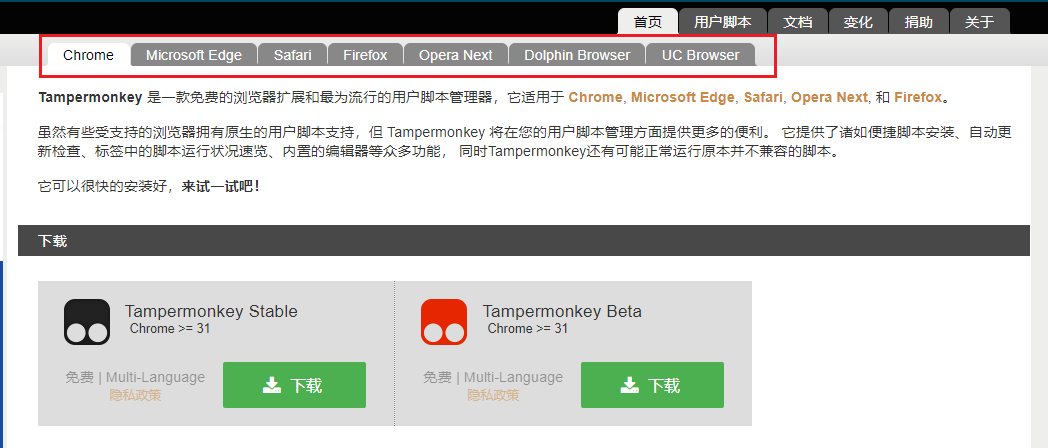 首页 用户脚本 文档 变化 捐助 关于
Chrome Microsoft Edge Safari Firefox Opera Next Dolphin Browser UC Browser
Tampermonkey 是一款免费的浏览器扩展和最为流行的用户脚本管理器，它适用于 Chrome, Microsoft Edge, Safari, Opera Next, 和 Firefox。
虽然有些受支持的浏览器拥有原生的用户脚本支持，但 Tampermonkey 将在您的用户脚本管理方面提供更多的便利。 它提供了诸如便捷脚本安装、自动更
新检查、标签中的脚本运行状况速览、内置的编辑器等众多功能， 同时Tampermonkey还有可能正常运行原本并不兼容的脚本。
它可以很快的安装好，来试一试吧！
下载
Tampermonkey Stable
Chrome >= 31
免费 | Multi-Language
隐私政策
下载
Tampermonkey Beta
Chrome >= 31
免费 | Multi-Language
隐私政策
下载